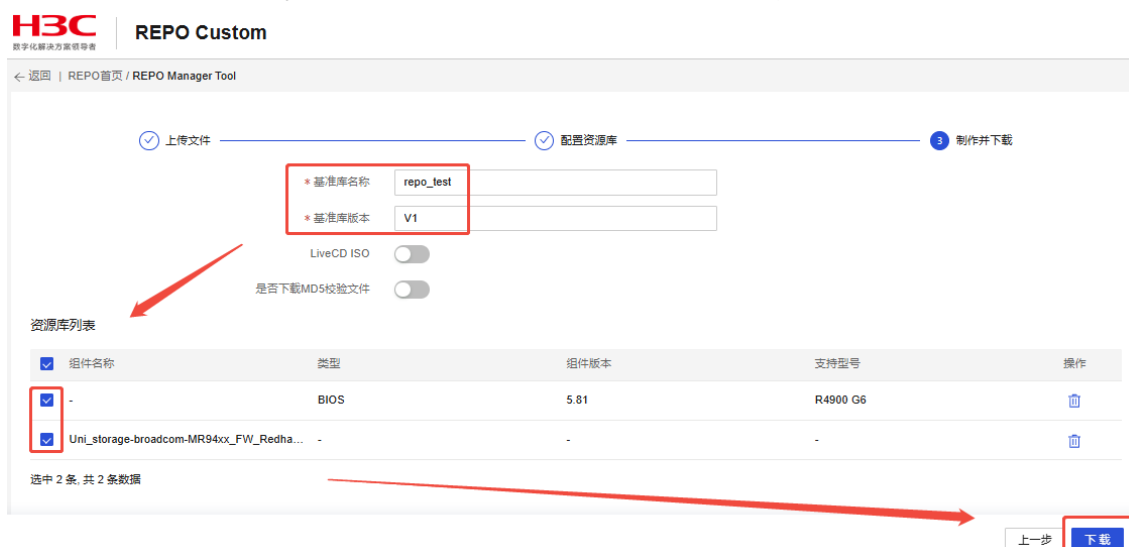 H3C
数字化解决方案领导者
REPO Custom
← 返回 | REPO首页 / REPO Manager Tool
上传文件
配置资源库
3 制作并下载
* 基准库名称 repo_test
* 基准库版本 V1
LiveCD ISO
是否下载MD5校验文件
资源库列表
组件名称 类型 组件版本 支持型号 操作
- BIOS 5.81 R4900 G6
Uni_storage-broadcom-MR94xx_FW_Redha... - - -
选中 2 条, 共 2 条数据
上一步 下载